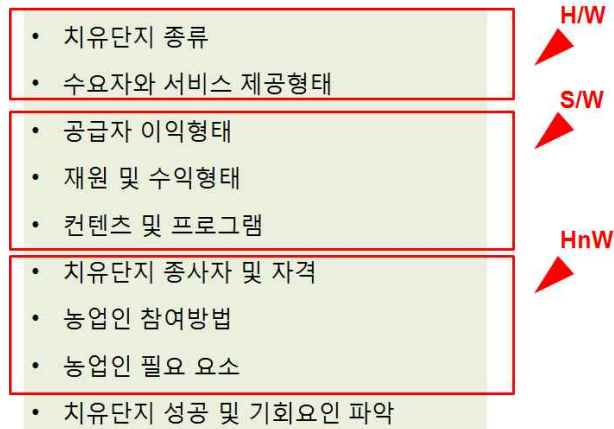 H/W
• 치유단지 종류
• 수요자와 서비스 제공형태
S/W
• 공급자 이익형태
• 재원 및 수익형태
• 컨텐츠 및 프로그램
HnW
• 치유단지 종사자 및 자격
• 농업인 참여방법
• 농업인 필요 요소
• 치유단지 성공 및 기회요인 파악